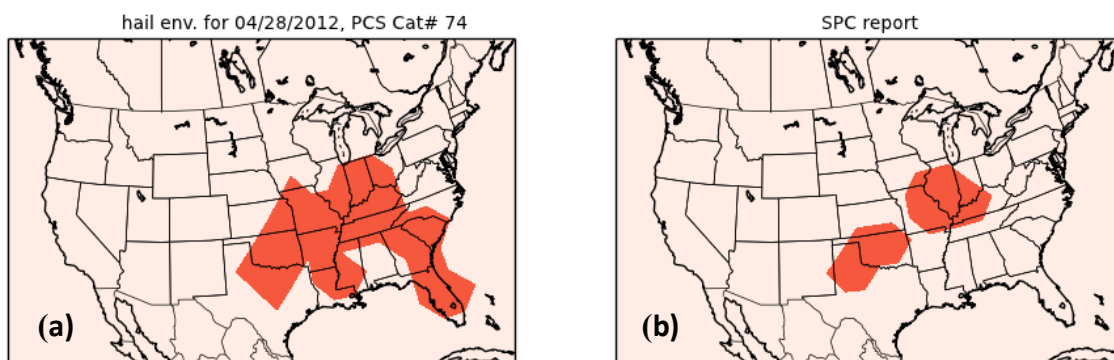 hail env. for 04/28/2012, PCS Cat# 74
SPC report
(a)
(b)